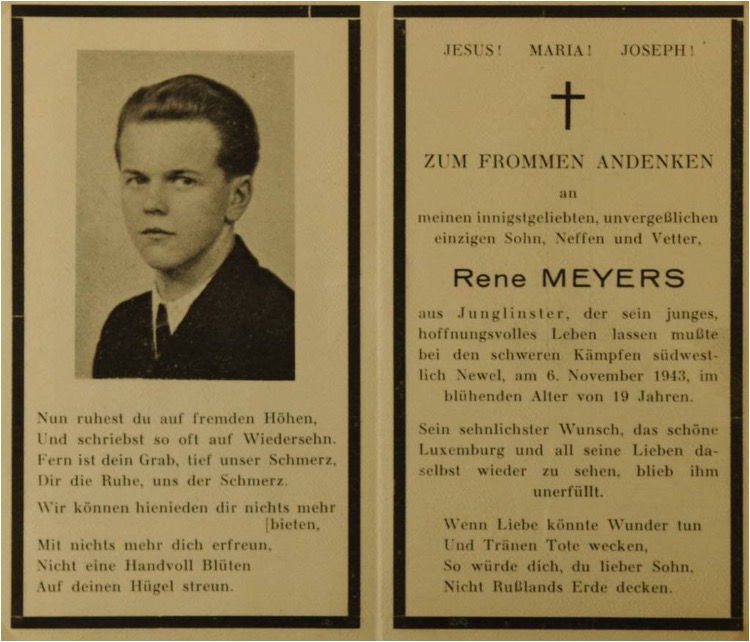 Nun ruhest du auf fremden Höhen,
Und schriebst so oft auf Wiedersehn.
Fern ist dein Grab, tief unser Schmerz,
Dir die Ruhe, uns der Schmerz.
Wir können hienieden dir nichts mehr
[bieten,
Mit nichts mehr dich erfreun,
Nicht eine Handvoll Blüten
Auf deinen Hügel streun.
JESUS! MARIA! JOSEPH!
ZUM FROMMEN ANDENKEN
an
meinen innigstgeliebten, unvergeßlichen
einzigen Sohn, Neffen und Vetter,
Rene MEYERS
aus Junglinster, der sein junges,
hoffnungsvolles Leben lassen mußte
bei den schweren Kämpfen südwest-
lich Newel, am 6. November 1943, im
blühenden Alter von 19 Jahren.
Sein sehnlichster Wunsch, das schöne
Luxemburg und all seine Lieben da-
selbst wieder zu sehen, blieb ihm
unerfüllt.
Wenn Liebe könnte Wunder tun
Und Tränen Tote wecken,
So würde dich, du lieber Sohn,
Nicht Rußlands Erde decken.